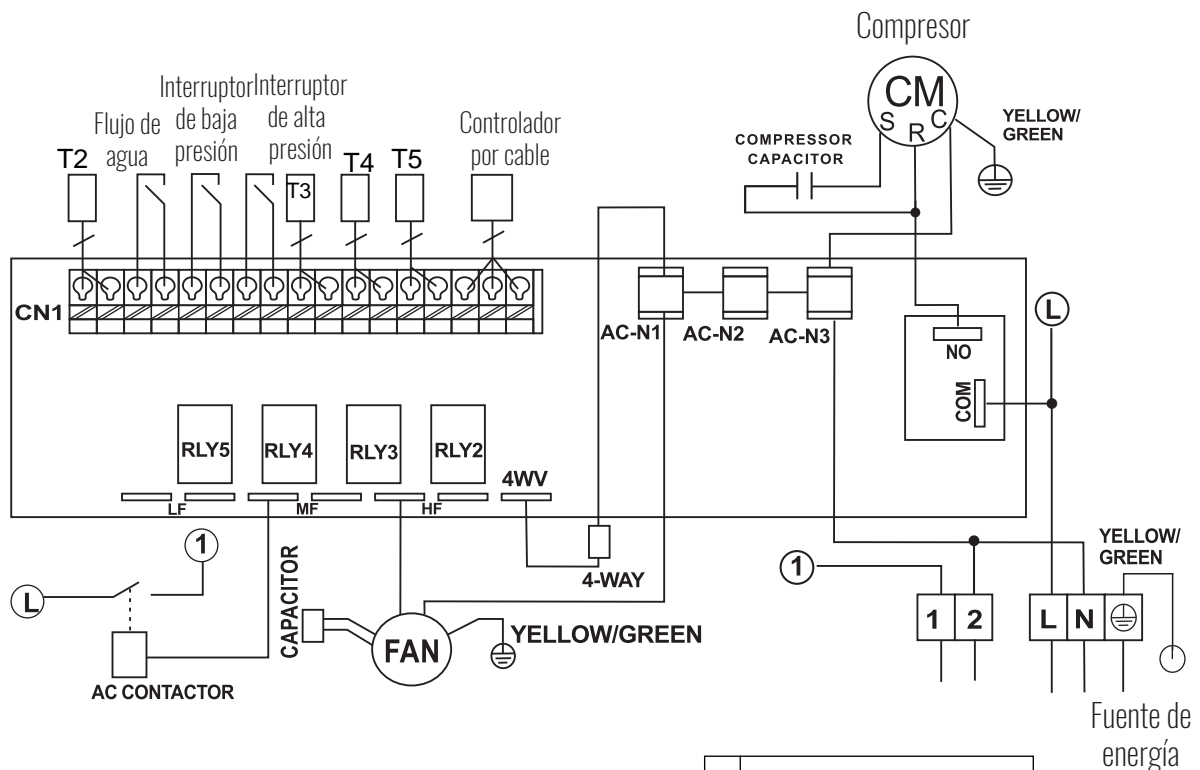 Compresor
CM
S R C
YELLOW/
GREEN
COMPRESSOR
CAPACITOR
Flujo de
agua
Interruptor
de baja
presión
Interruptor
de alta
presión
Controlador
por cable
T2
T3
T4
T5
CN1
AC-N1
AC-N2
AC-N3
NO
COM
L
RLY5
RLY4
RLY3
RLY2
LF
MF
HF
4WV
4-WAY
1
L
AC CONTACTOR
CAPACITOR
FAN
YELLOW/GREEN
1
1
2
L
N
YELLOW/
GREEN
Fuente de
energía